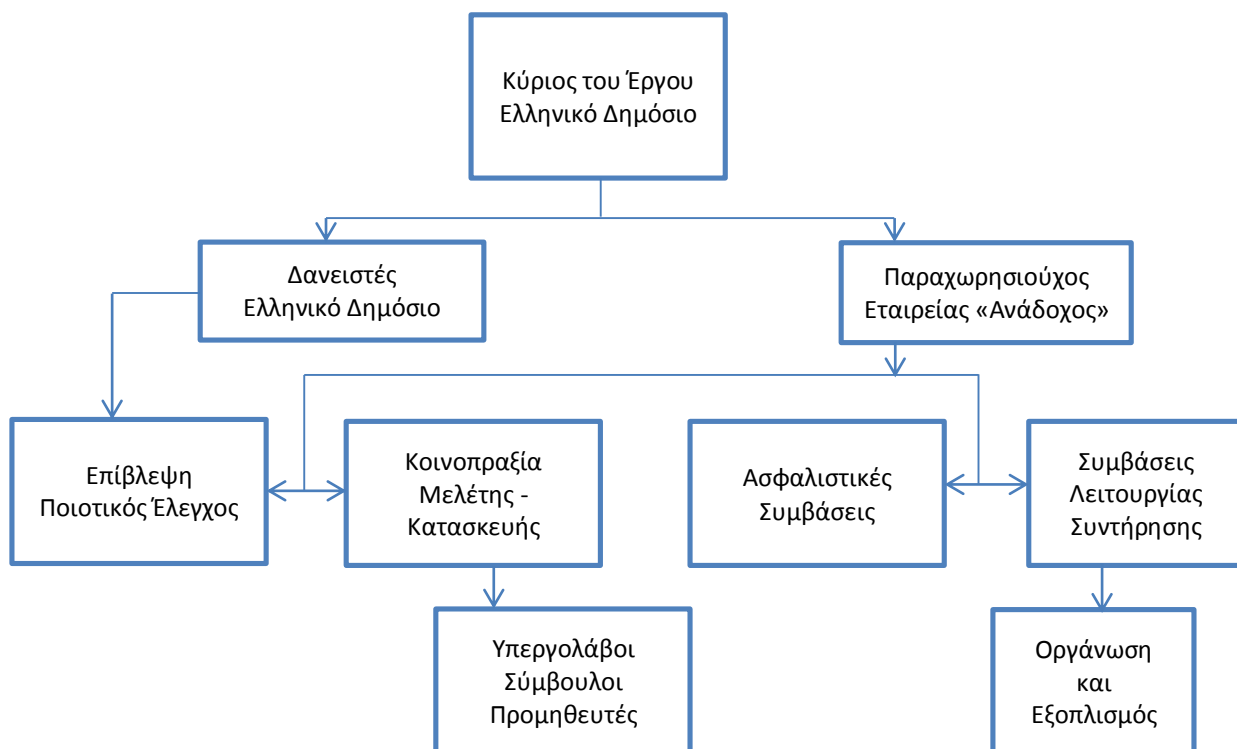 Κύριος του Έργου
Ελληνικό Δημόσιο
Δανειστές
Ελληνικό Δημόσιο
Παραχωρησιούχος
Εταιρείας «Ανάδοχος»
Επίβλεψη
Ποιοτικός Έλεγχος
Κοινοπραξία
Μελέτης -
Κατασκευής
Ασφαλιστικές
Συμβάσεις
Συμβάσεις
Λειτουργίας
Συντήρησης
Υπεργολάβοι
Σύμβουλοι
Προμηθευτές
Οργάνωση
και
Εξοπλισμός